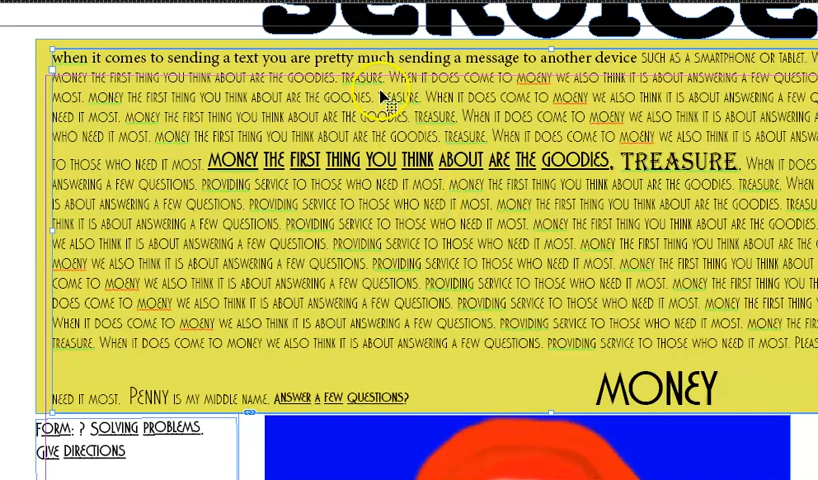 SERVICE
when it comes to sending a text you are pretty much sending a message to another device SUCH AS A SMARTPHONE OR TABLET. W
MONEY THE FIRST THING YOU THINK ABOUT ARE THE GOODIES. TREASURE. WHEN IT DOES COME TO MOENY WE ALSO THINK IT IS ABOUT ANSWERING A FEW QUESTIO
MOST. MONEY THE FIRST THING YOU THINK ABOUT ARE THE GOODIES. TREASURE. WHEN IT DOES COME TO MOENY WE ALSO THINK IT IS ABOUT ANSWERING A FEW Q
NEED IT MOST. MONEY THE FIRST THING YOU THINK ABOUT ARE THE GOODIES. TREASURE. WHEN IT DOES COME TO MOENY WE ALSO THINK IT IS ABOUT ANSWERING A
WHO NEED IT MOST. MONEY THE FIRST THING YOU THINK ABOUT ARE THE GOODIES. TREASURE. WHEN IT DOES COME TO MOENY WE ALSO THINK IT IS ABOUT ANSW
TO THOSE WHO NEED IT MOST. MONEY THE FIRST THING YOU THINK ABOUT ARE THE GOODIES. TREASURE. WHEN IT DOES
ANSWERING A FEW QUESTIONS. PROVIDING SERVICE TO THOSE WHO NEED IT MOST. MONEY THE FIRST THING YOU THINK ABOUT ARE THE GOODIES. TREASURE. WHEN
IS ABOUT ANSWERING A FEW QUESTIONS. PROVIDING SERVICE TO THOSE WHO NEED IT MOST. MONEY THE FIRST THING YOU THINK ABOUT ARE THE GOODIES. TREASU
THINK IT IS ABOUT ANSWERING A FEW QUESTIONS. PROVIDING SERVICE TO THOSE WHO NEED IT MOST. MONEY THE FIRST THING YOU THINK ABOUT ARE THE GOODIES.
WE ALSO THINK IT IS ABOUT ANSWERING A FEW QUESTIONS. PROVIDING SERVICE TO THOSE WHO NEED IT MOST. MONEY THE FIRST THING YOU THINK ABOUT ARE THE
MOENY WE ALSO THINK IT IS ABOUT ANSWERING A FEW QUESTIONS. PROVIDING SERVICE TO THOSE WHO NEED IT MOST. MONEY THE FIRST THING YOU THINK ABOUT
COME TO MOENY WE ALSO THINK IT IS ABOUT ANSWERING A FEW QUESTIONS. PROVIDING SERVICE TO THOSE WHO NEED IT MOST. MONEY THE FIRST THING YOU THINK
DOES COME TO MOENY WE ALSO THINK IT IS ABOUT ANSWERING A FEW QUESTIONS. PROVIDING SERVICE TO THOSE WHO NEED IT MOST. MONEY THE FIRST THING
WHEN IT DOES COME TO MOENY WE ALSO THINK IT IS ABOUT ANSWERING A FEW QUESTIONS. PROVIDING SERVICE TO THOSE WHO NEED IT MOST. MONEY THE FIR
TREASURE. WHEN IT DOES COME TO MONEY WE ALSO THINK IT IS ABOUT ANSWERING A FEW QUESTIONS. PROVIDING SERVICE TO THOSE WHO NEED IT MOST. PLEAS
NEED IT MOST. PENNY IS MY MIDDLE NAME. ANSWER A FEW QUESTIONS? MONEY
FORM: ? SOLVING PROBLEMS.
GIVE DIRECTIONS